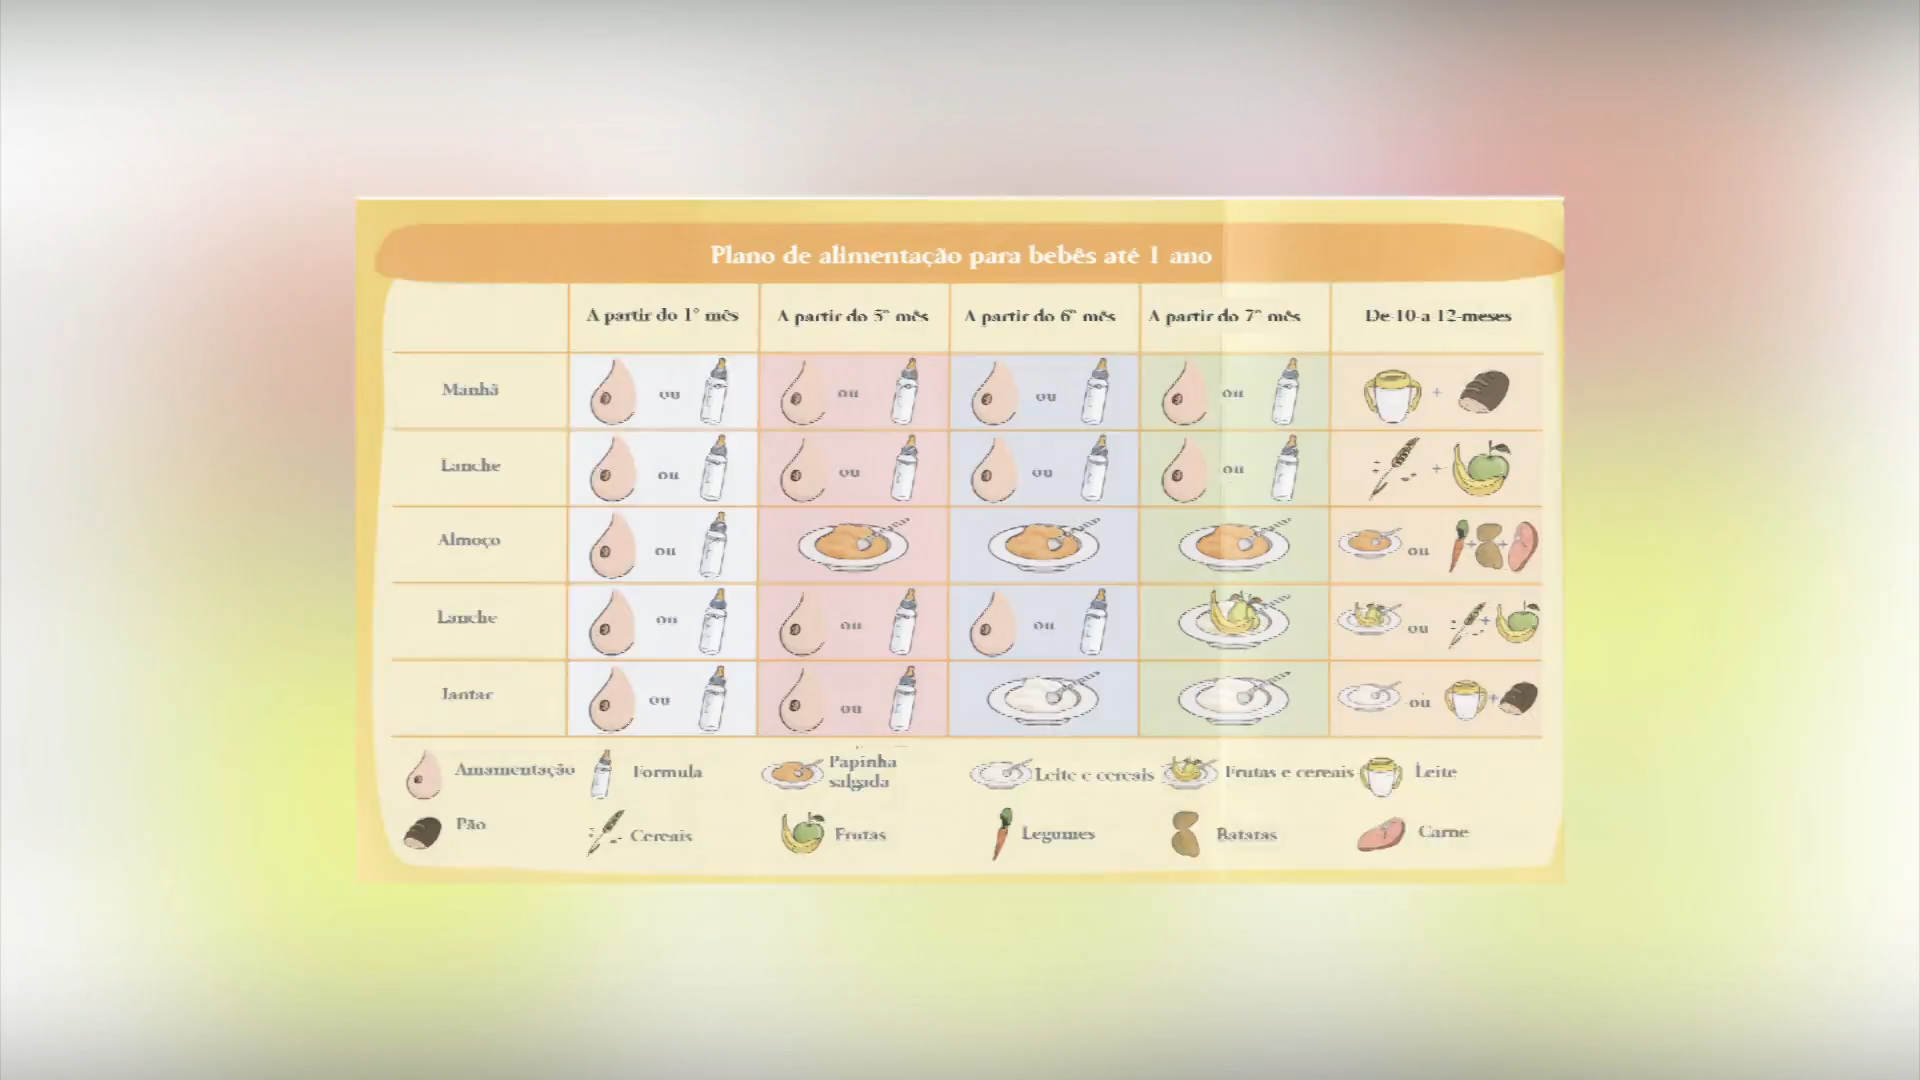 Plano de alimentação para bebês até 1 ano
A partir do 1° mês A partir do 5° mês A partir do 6° mês A partir do 7° mês De 10 a 12 meses
Manhã ou ou ou ou +
Lanche ou ou ou ou +
Almoço ou ou + +
Lanche ou ou ou ou +
Jantar ou ou ou +
Amamentação Formula Papinha salgada Leite e cereais Frutas e cereais Leite
Pão Cereais Frutas Legumes Batatas Carne